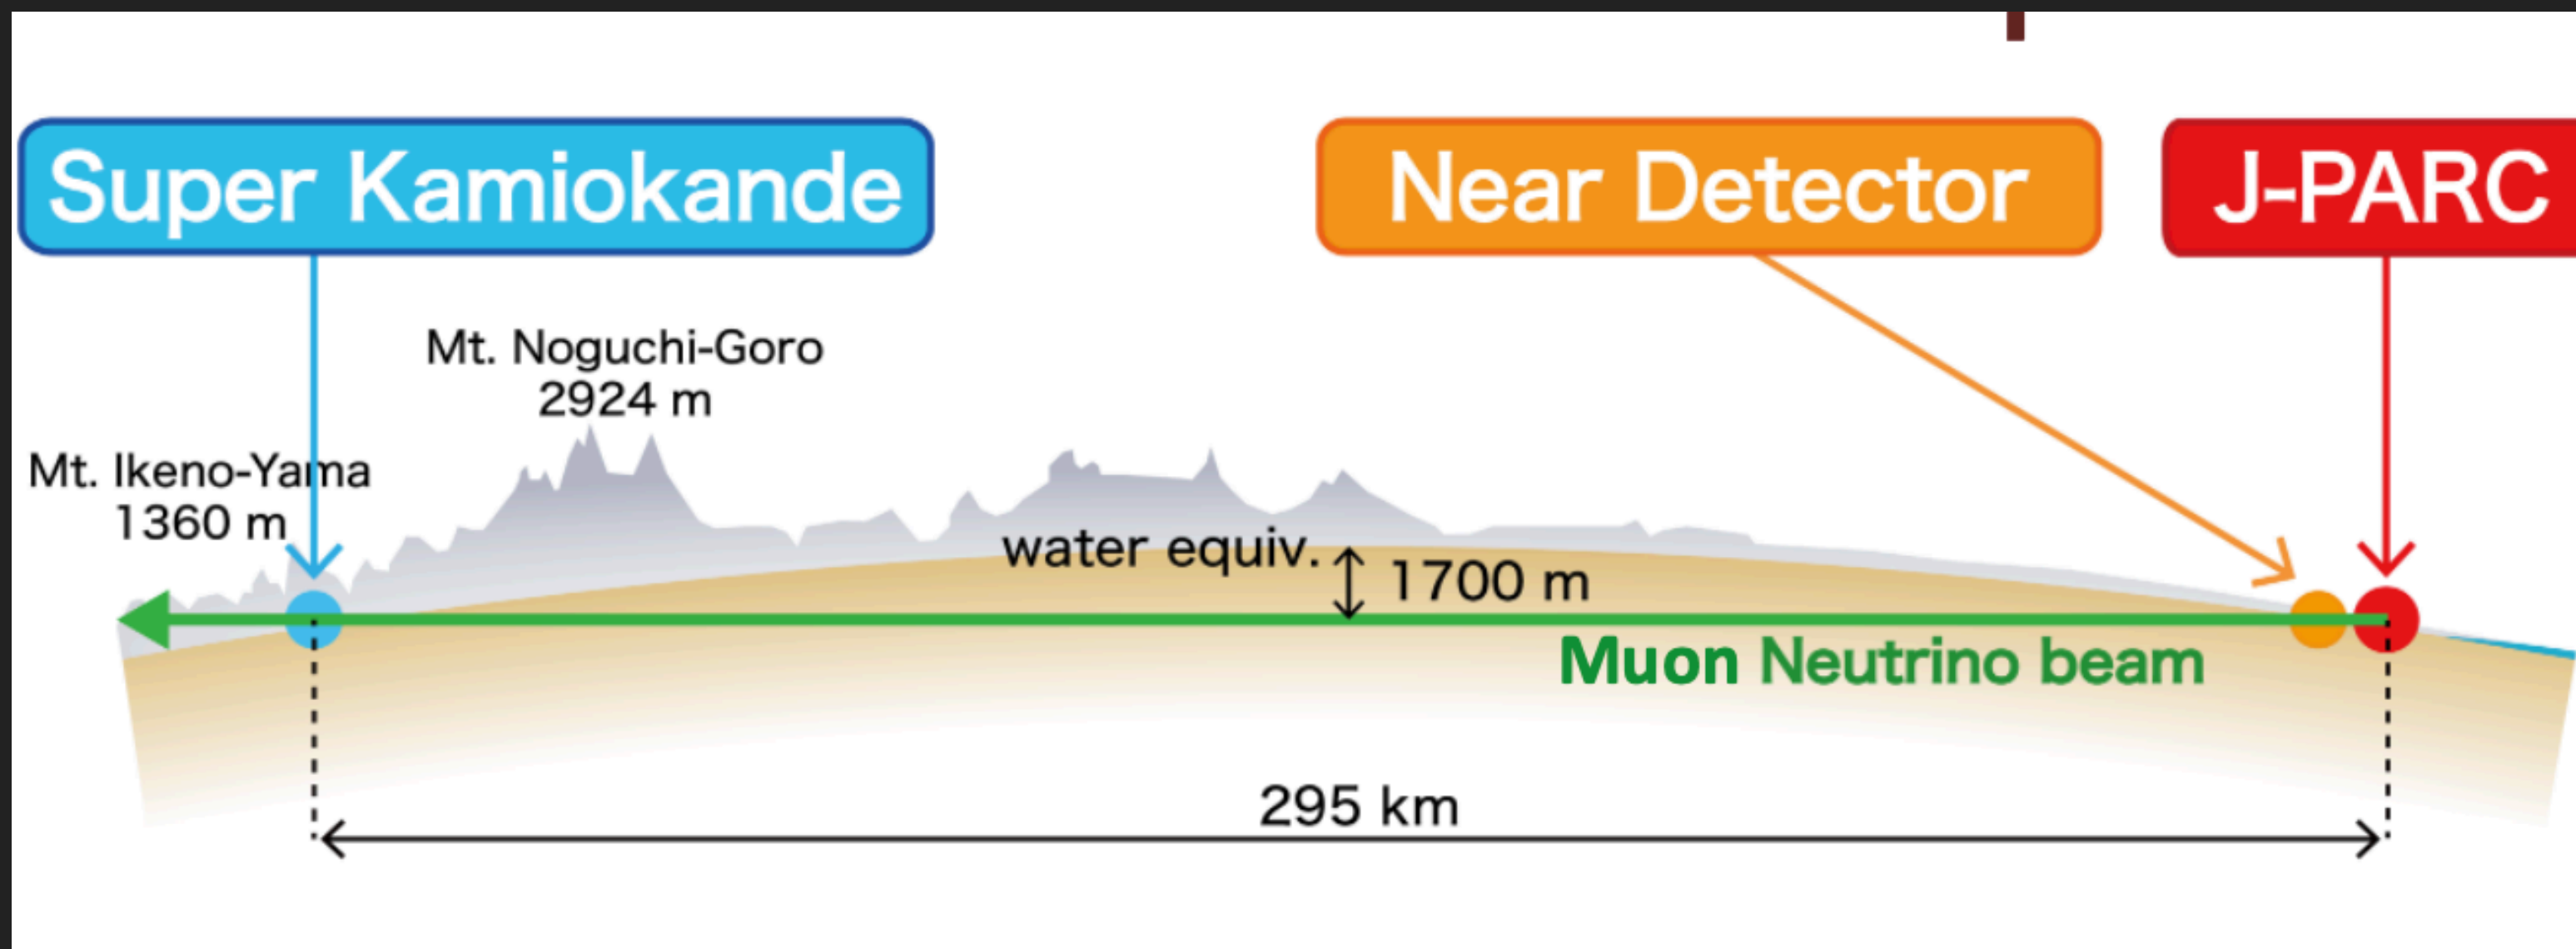 Super Kamiokande
Near Detector
J-PARC
Mt. Noguchi-Goro
2924 m
Mt. Ikeno-Yama
1360 m
water equiv.
1700 m
Muon Neutrino beam
295 km